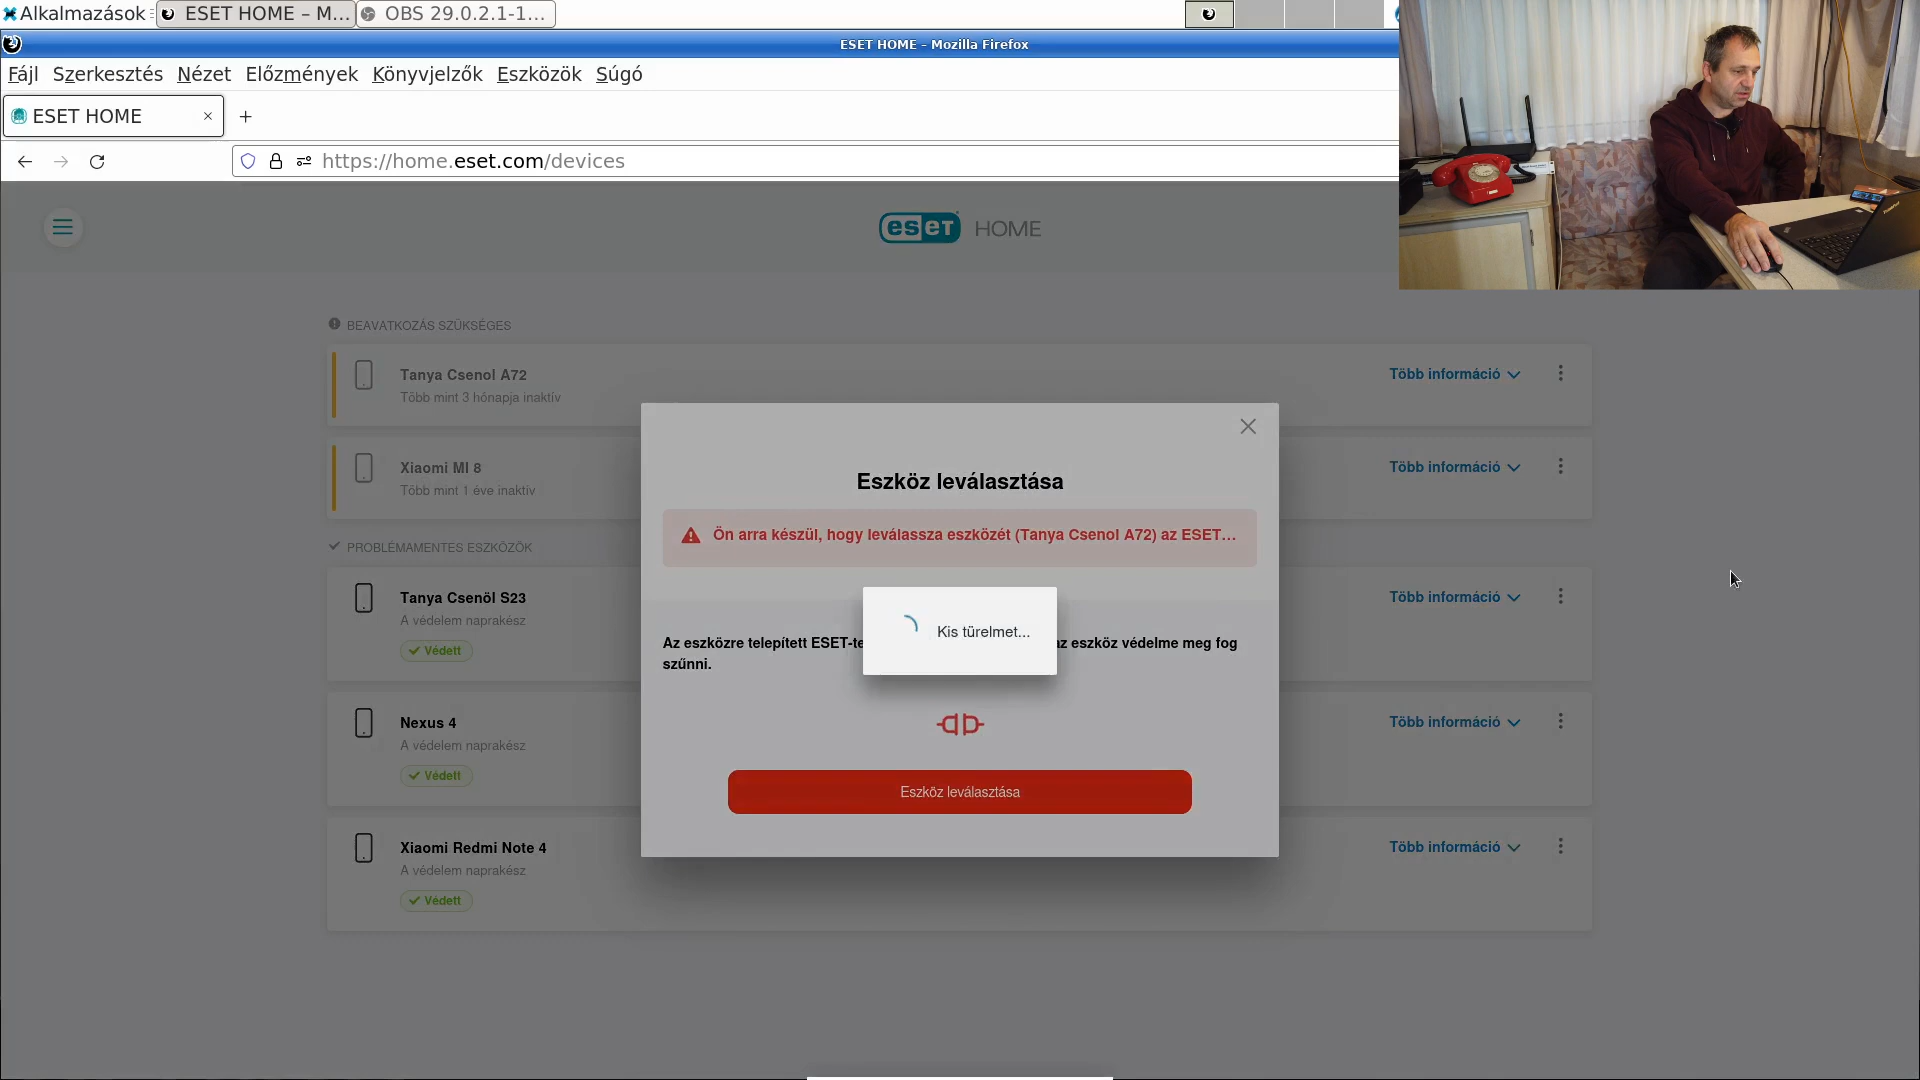 Alkalmazások
ESET HOME – M...
OBS 29.0.2.1-1...
ESET HOME – Mozilla Firefox
Fájl Szerkesztés Nézet Előzmények Könyvjelzők Eszközök Súgó
ESET HOME
https://home.eset.com/devices
eset HOME
BEAVATKOZÁS SZÜKSÉGES
Tanya Csenol A72
Több mint 3 hónapja inaktív
Több információ
Xiaomi MI 8
Több mint 1 éve inaktív
Több információ
PROBLÉMAMENTES ESZKÖZÖK
Tanya Csenöl S23
A védelem naprakész
Védett
Több információ
Nexus 4
A védelem naprakész
Védett
Több információ
Xiaomi Redmi Note 4
A védelem naprakész
Védett
Több információ
Eszköz leválasztása
Ön arra készül, hogy leválassza eszközét (Tanya Csenol A72) az ESET...
Kis türelmet...
Az eszközre telepített ESET-te
az eszköz védelme meg fog
szűnni.
Eszköz leválasztása